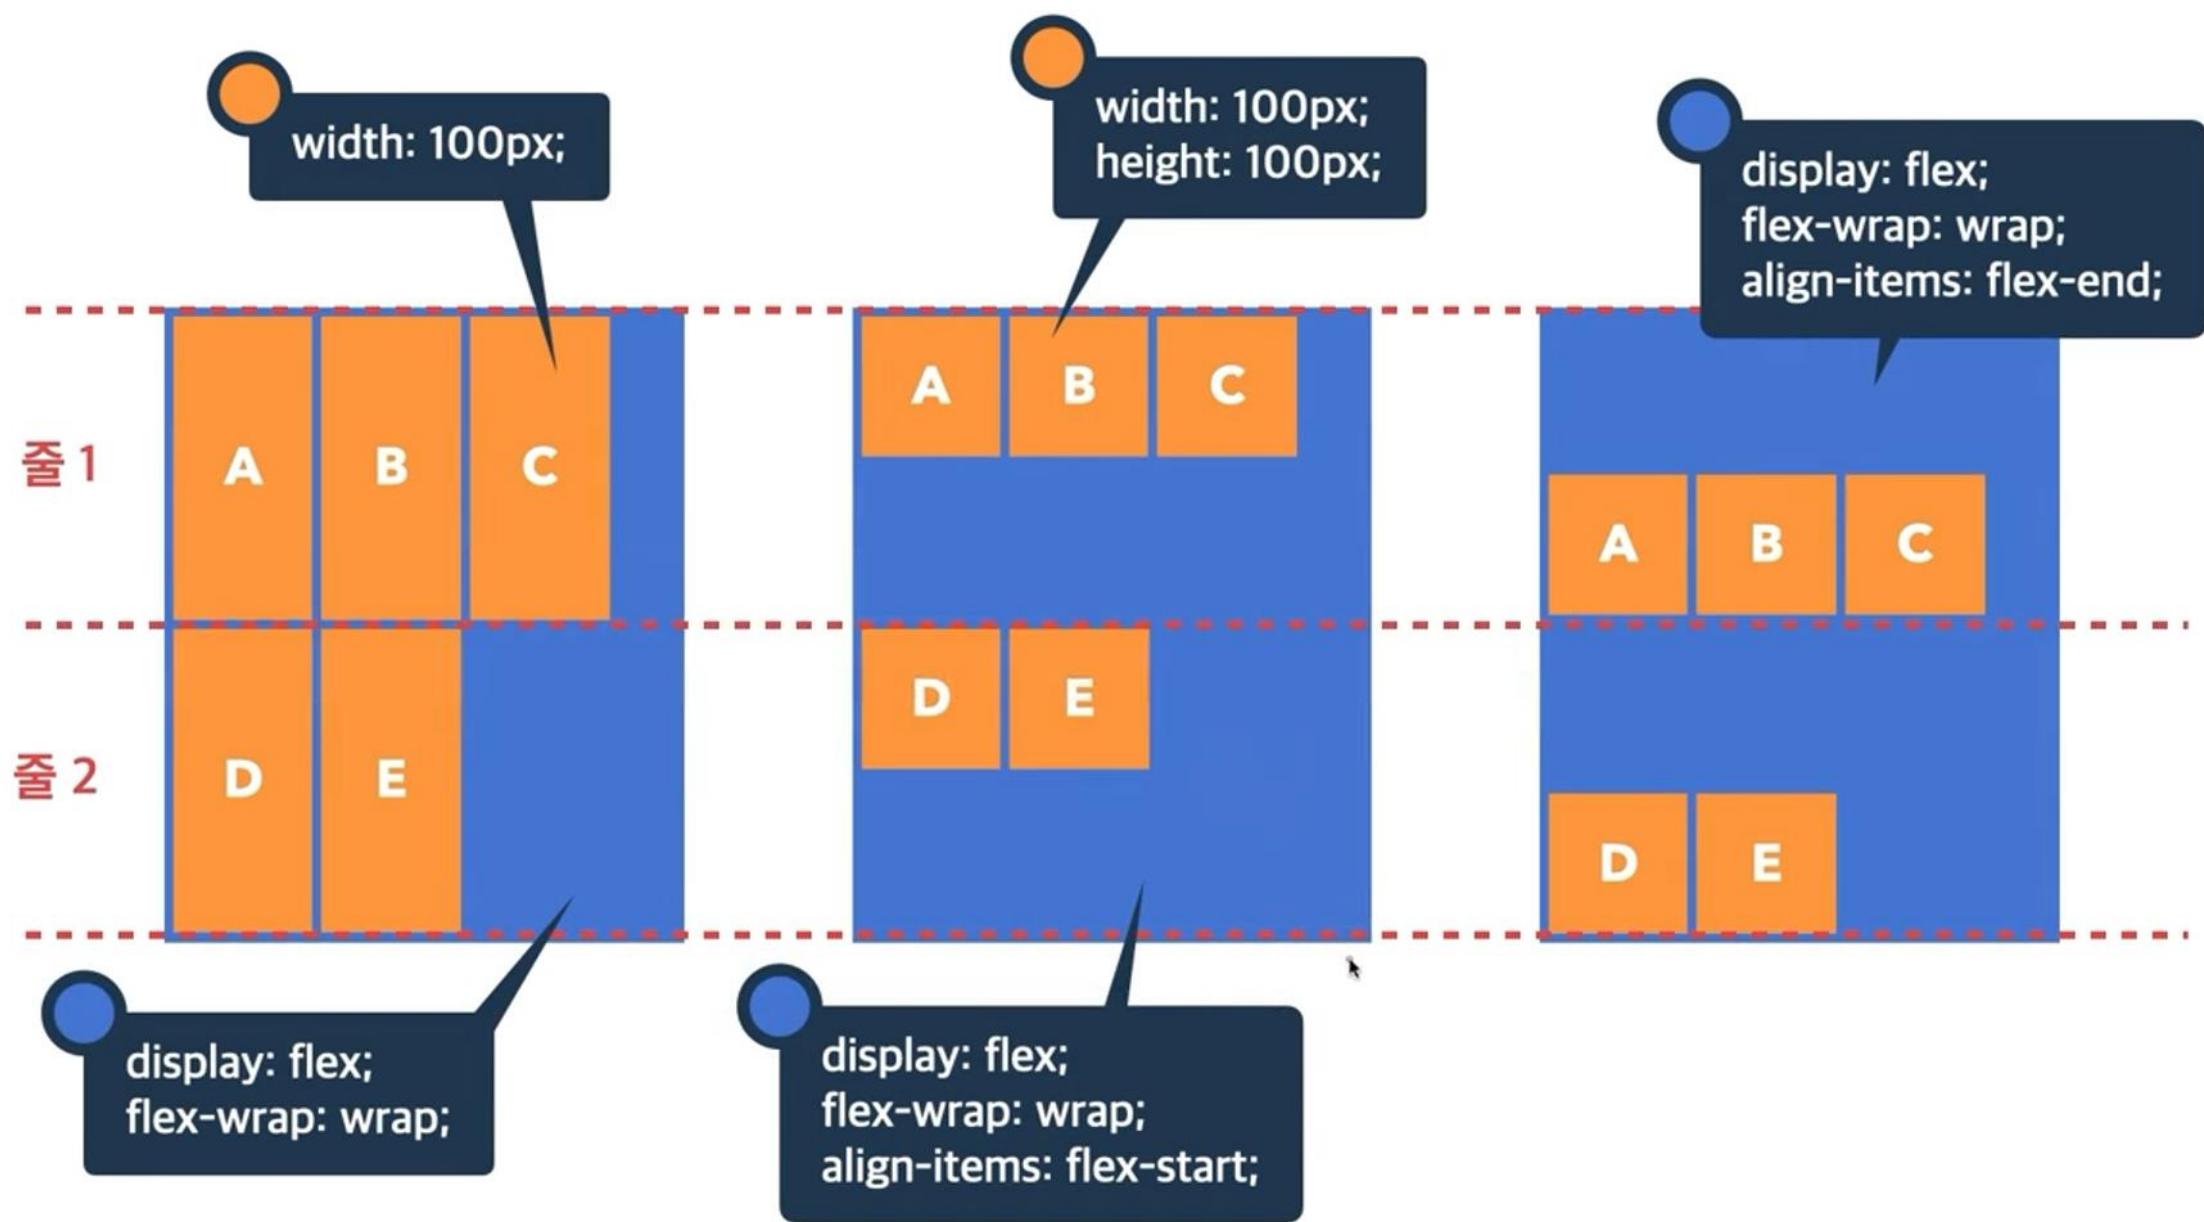 width: 100px;
width: 100px;
height: 100px;
display: flex;
flex-wrap: wrap;
align-items: flex-end;
줄 1
A
B
C
A
B
C
A
B
C
줄 2
D
E
D
E
D
E
display: flex;
flex-wrap: wrap;
display: flex;
flex-wrap: wrap;
align-items: flex-start;